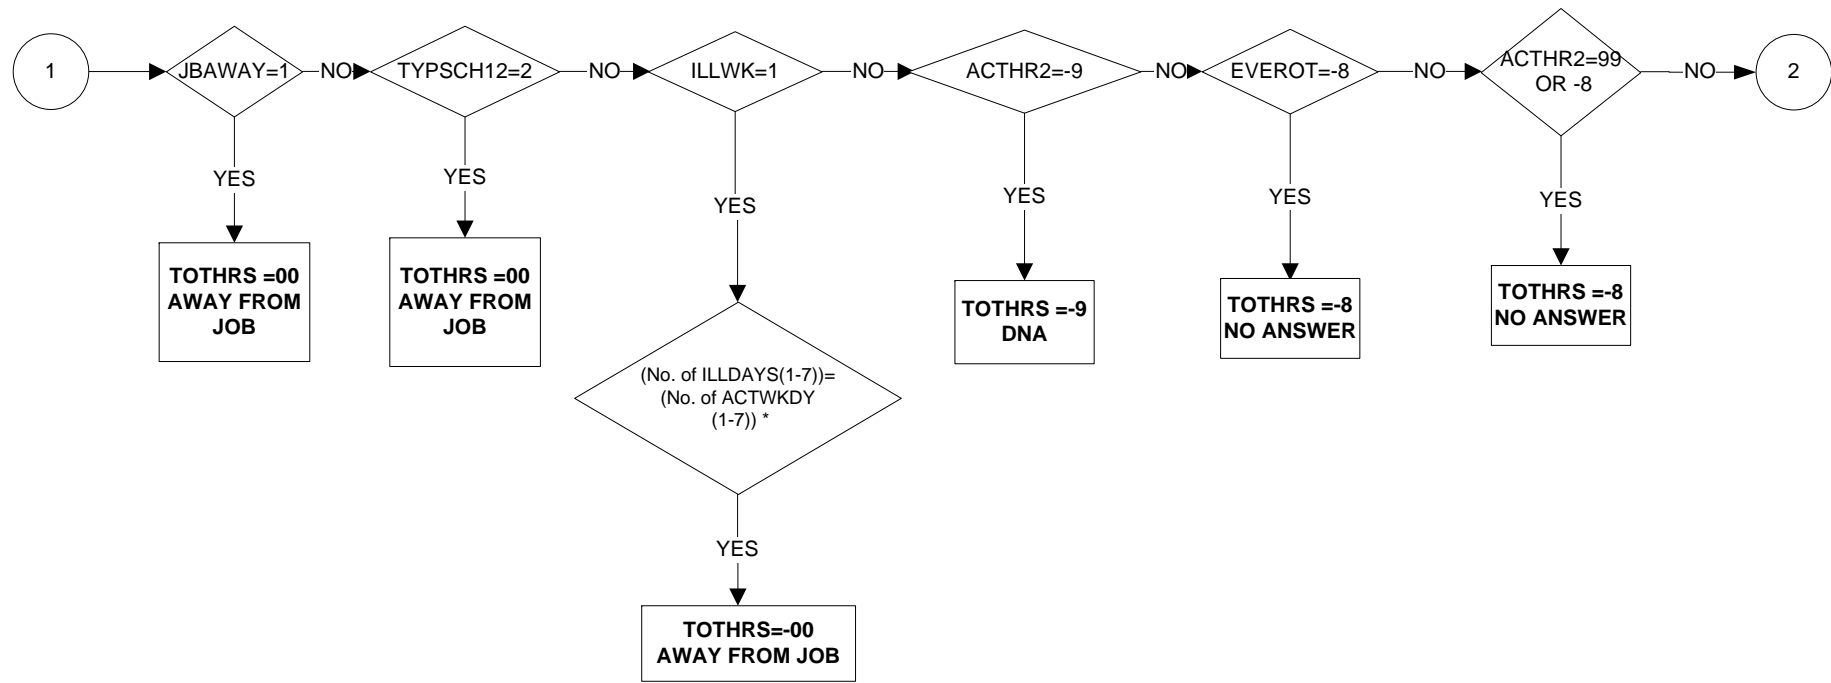 1
JBAWAY=1
NO
TYPSCH12=2
NO
ILLWK=1
NO
ACTHR2=-9
NO
EVEROT=-8
NO
ACTHR2=99
OR -8
NO
2
YES
YES
YES
YES
YES
YES
TOTHRS =00
AWAY FROM
JOB
TOTHRS =00
AWAY FROM
JOB
(No. of ILLDAYS(1-7))=
(No. of ACTWKDY
(1-7)) *
TOTHRS =-9
DNA
TOTHRS =-8
NO ANSWER
TOTHRS =-8
NO ANSWER
YES
TOTHRS=-00
AWAY FROM JOB